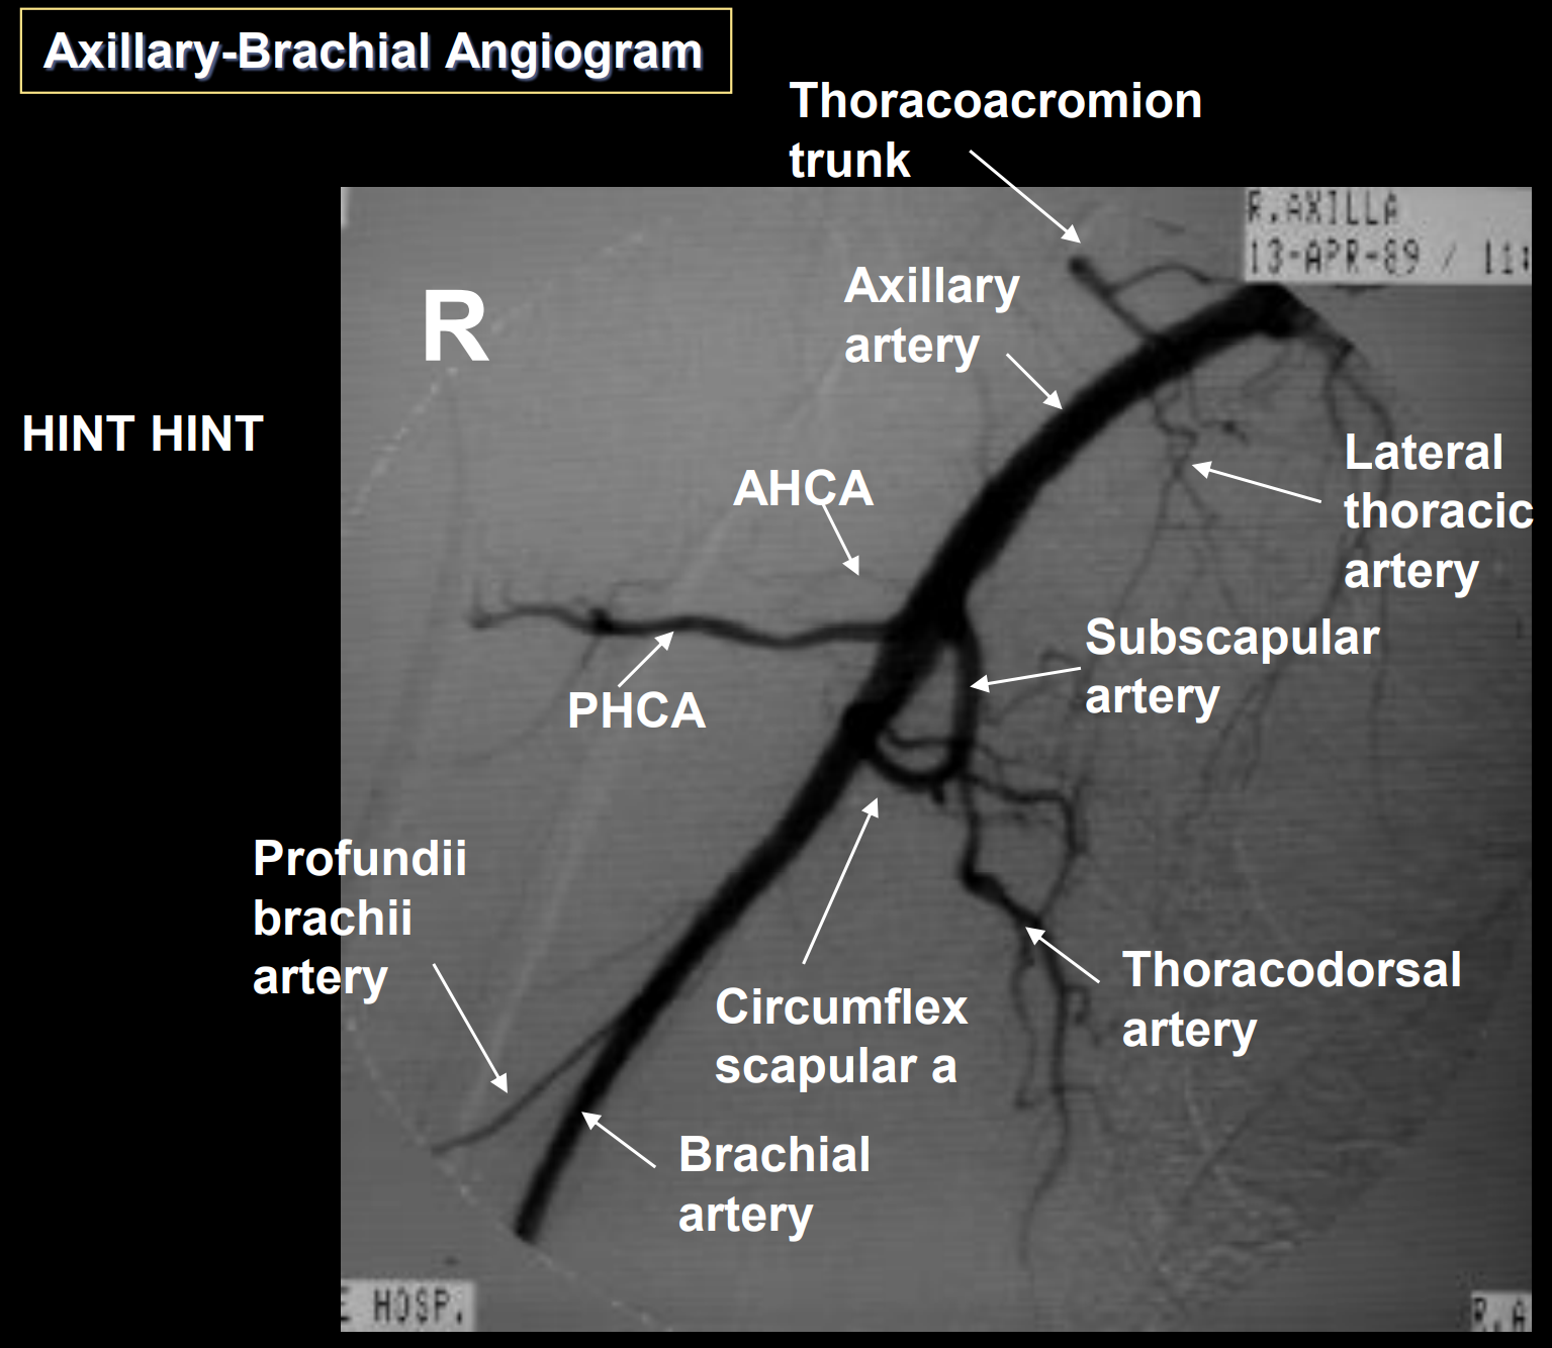 Axillary-Brachial Angiogram
Thoracoacromion
trunk
R.AXILLA
13-APR-89 / 11:
Axillary
artery
R
HINT HINT
Lateral
thoracic
artery
AHCA
Subscapular
artery
PHCA
Profundii
brachii
artery
Thoracodorsal
artery
Circumflex
scapular a
Brachial
artery
E HOSP.
R.A